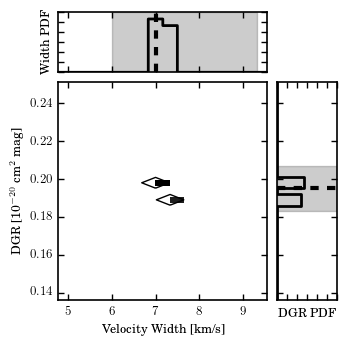 Width PDF
0.24
0.22
0.20
0.18
0.16
0.14
DGR [10⁻²⁰ cm² mag]
5 6 7 8 9
Velocity Width [km/s]
DGR PDF